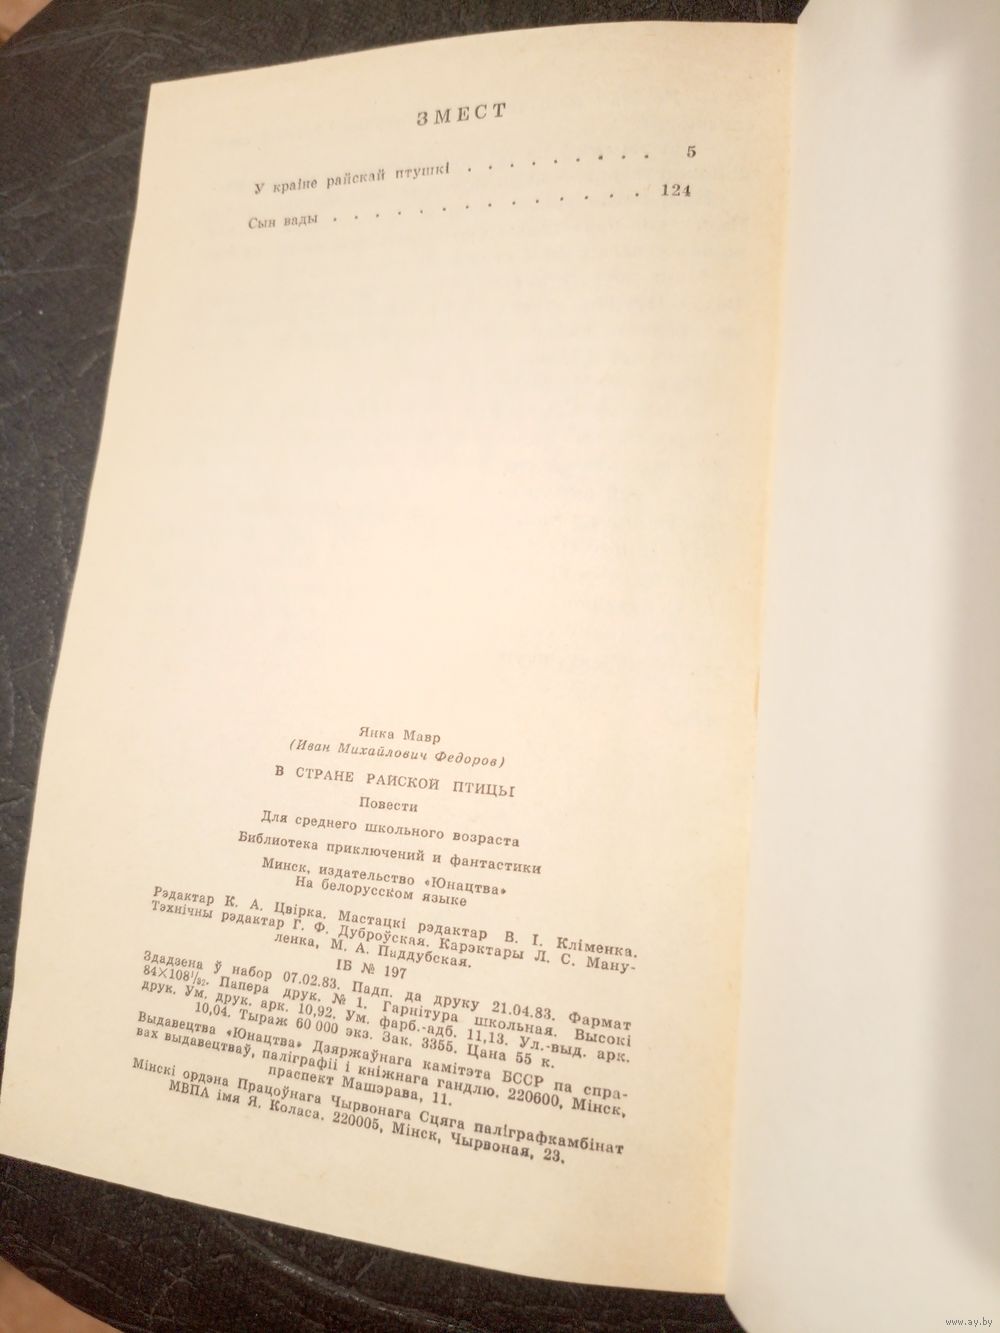 ЗМЕСТ
У краіне райскай птушкі . . . . . . . . . 5
Сын вады . . . . . . . . . . . . . . 124
Янка Мавр
(Иван Михайлович Федоров)
В СТРАНЕ РАЙСКОЙ ПТИЦЫ
Повести
Для среднего школьного возраста
Библиотека приключений и фантастики
Минск, издательство «Юнацтва»
На белорусском языке
Рэдактар К. А. Цвірка. Мастацкі рэдактар В. І. Кліменка.
Тэхнічны рэдактар Г. Ф. Дуброўская. Карэктары Л. С. Ману-
ленка, М. А. Паддубская.
ІБ № 197
Здадзена ў набор 07.02.83. Падп. да друку 21.04.83. Фармат
84×108¹/₃₂. Папера друк. № 1. Гарнітура школьная. Высокі
друк. Ум. друк. арк. 10,92. Ум. фарб.-адб. 11,13. Ул.-выд. арк.
10,04. Тыраж 60 000 экз. Зак. 3355. Цана 55 к.
Выдавецтва «Юнацтва» Дзяржаўнага камітэта БССР па спра-
вах выдавецтваў, паліграфіі і кніжнага гандлю. 220600, Мінск,
праспект Машэрава, 11.
Мінскі ордэна Працоўнага Чырвонага Сцяга паліграфкамбінат
МВПА імя Я. Коласа. 220005, Мінск, Чырвоная, 23.
www.ay.by